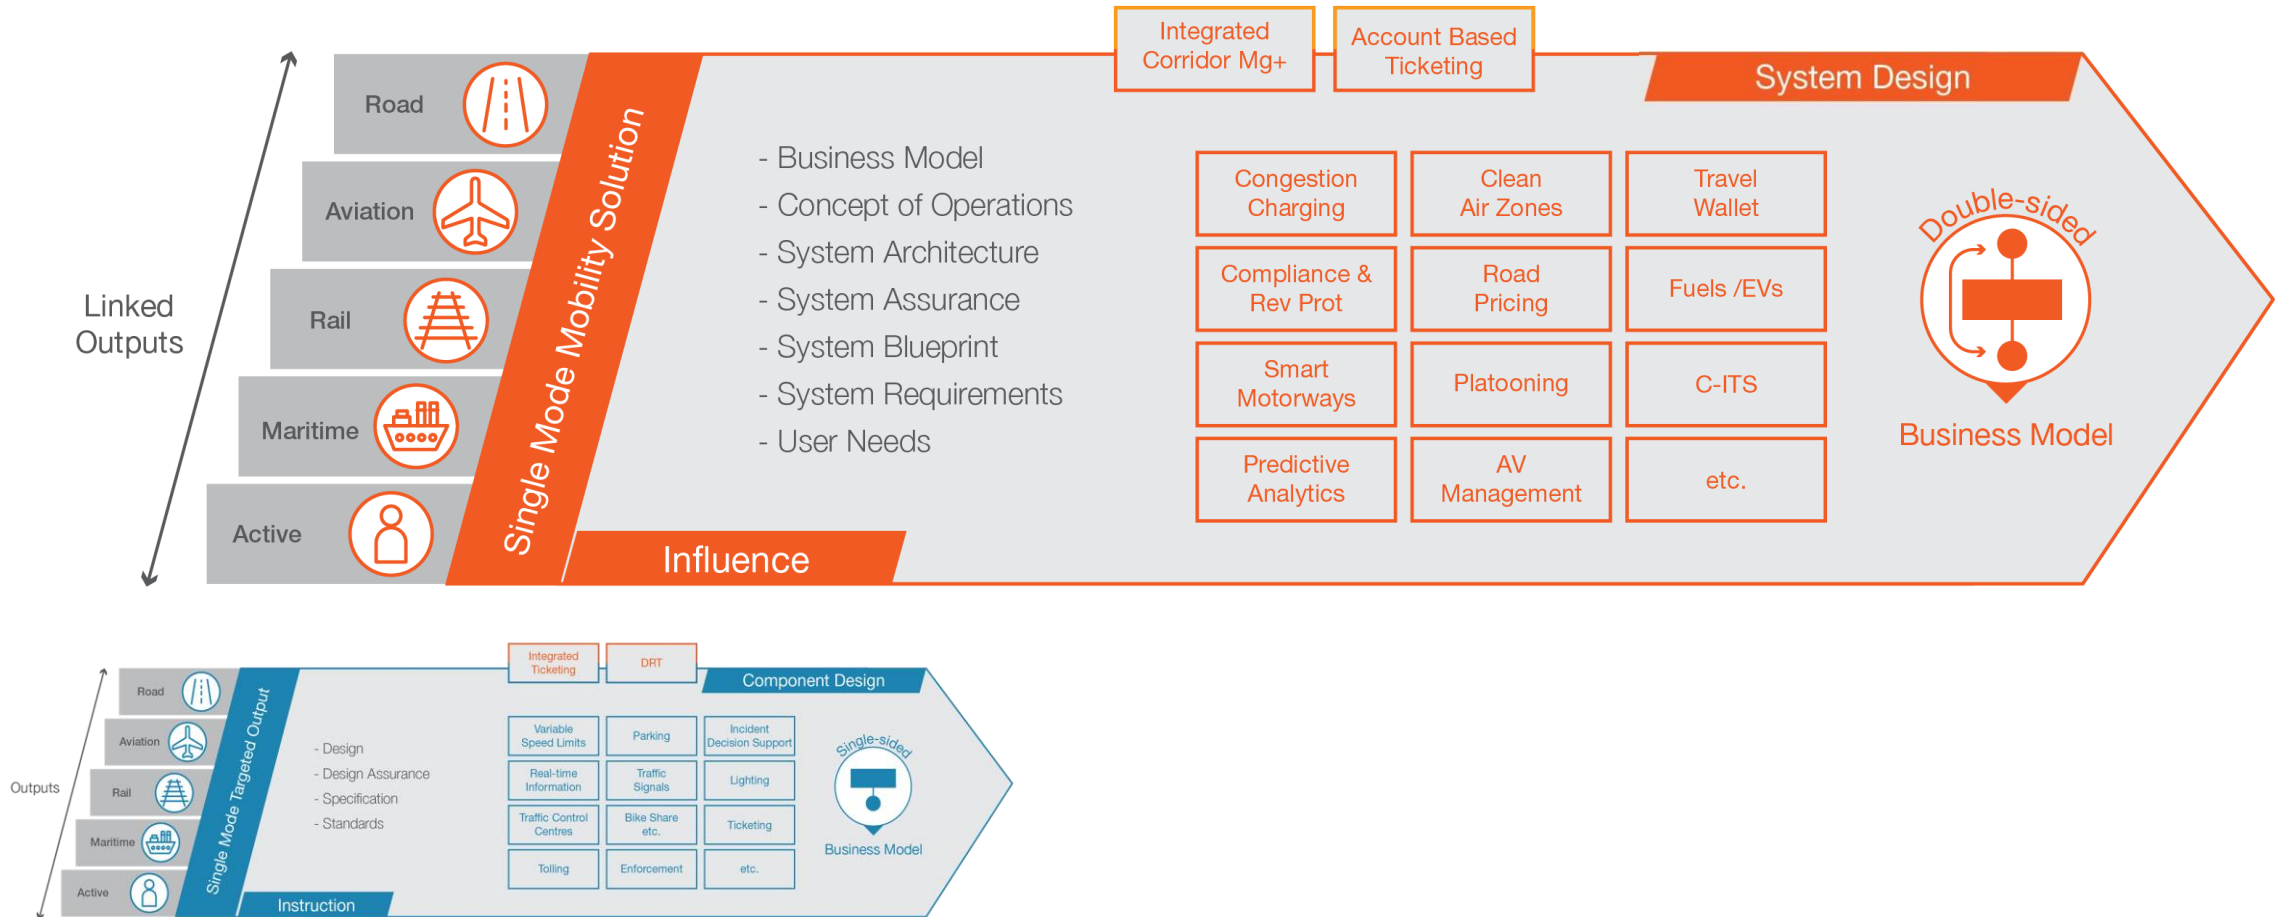 Integrated
Corridor Mg+
Account Based
Ticketing
System Design
Road
Aviation
Rail
Maritime
Active
Linked
Outputs
Single Mode Mobility Solution
- Business Model
- Concept of Operations
- System Architecture
- System Assurance
- System Blueprint
- System Requirements
- User Needs
Influence
Congestion
Charging
Clean
Air Zones
Travel
Wallet
Compliance &
Rev Prot
Road
Pricing
Fuels /EVs
Smart
Motorways
Platooning
C-ITS
Predictive
Analytics
AV
Management
etc.
Double-sided
Business Model
Integrated
Ticketing
DRT
Component Design
Road
Aviation
Rail
Maritime
Active
Outputs
Single Mode Targeted Output
- Design
- Design Assurance
- Specification
- Standards
Instruction
Variable
Speed Limits
Parking
Incident
Decision Support
Real-time
Information
Traffic
Signals
Lighting
Traffic Control
Centres
Bike Share
etc.
Ticketing
Tolling
Enforcement
etc.
Single-sided
Business Model